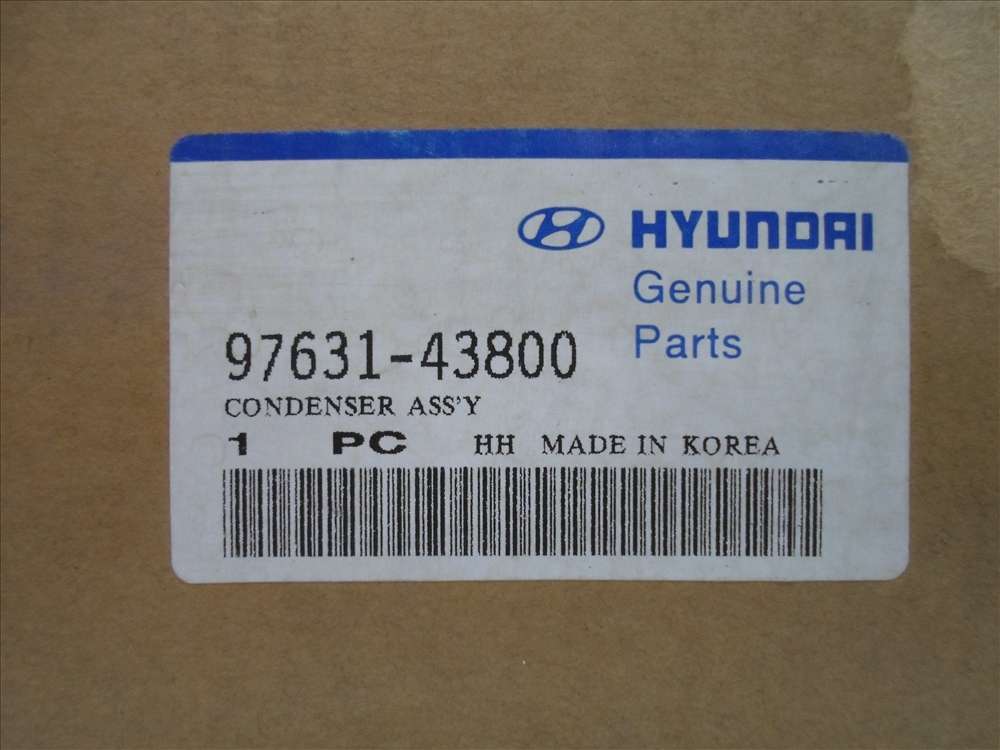 HYUNDAI
Genuine
Parts
97631-43800
CONDENSER ASS'Y
1 PC HH MADE IN KOREA